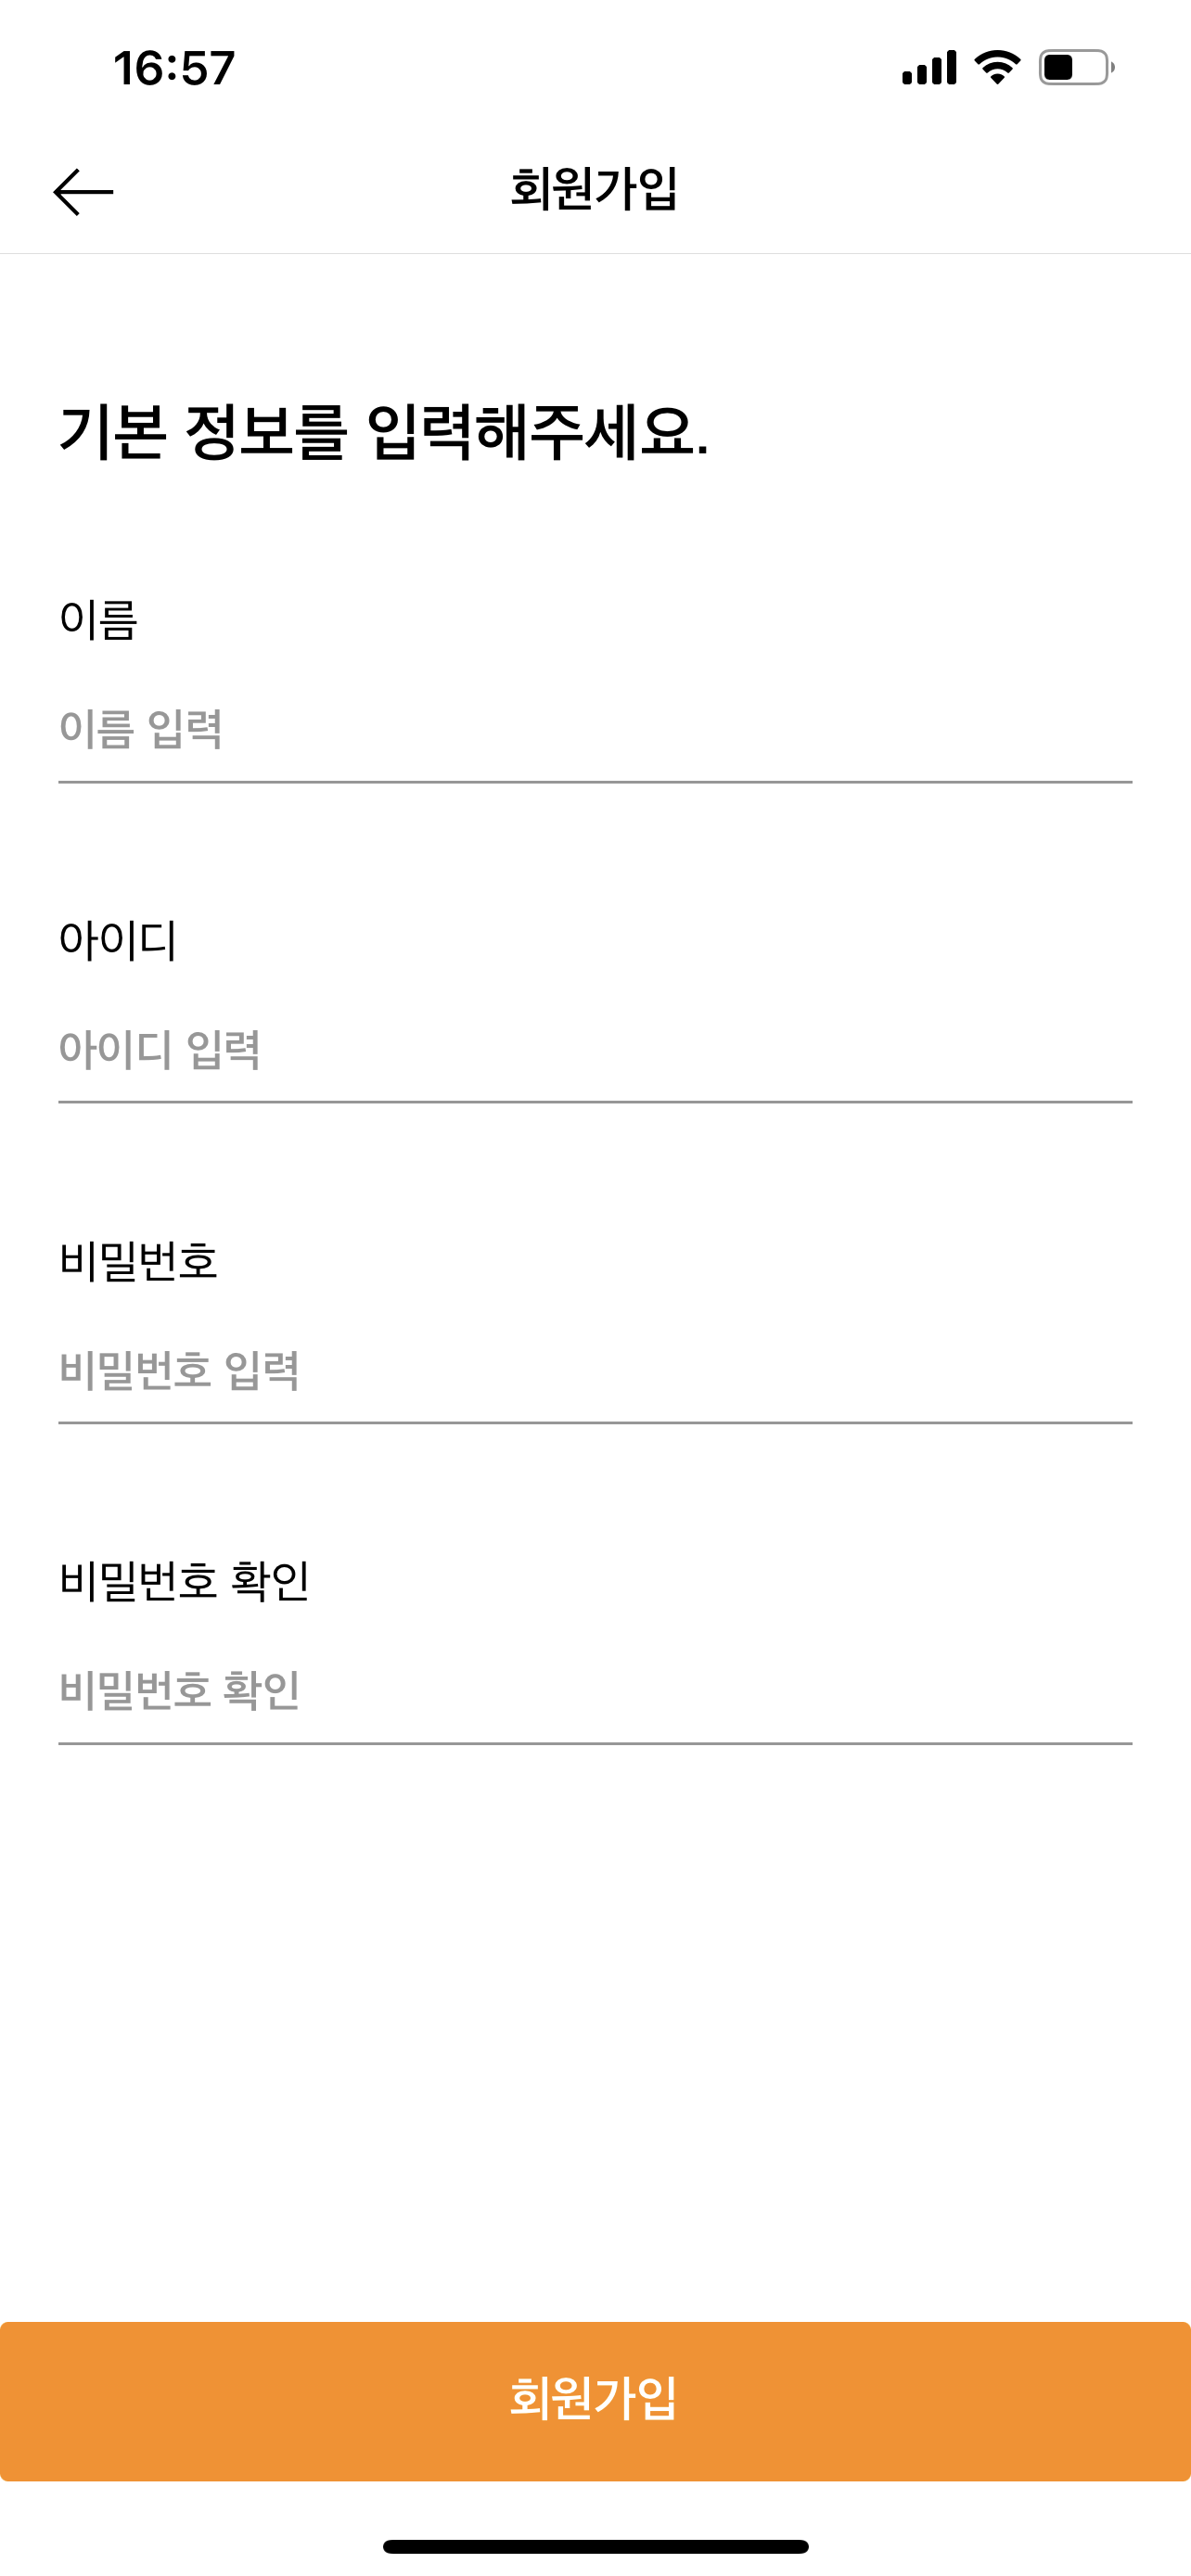 16:57
회원가입
기본 정보를 입력해주세요.
이름
이름 입력
아이디
아이디 입력
비밀번호
비밀번호 입력
비밀번호 확인
비밀번호 확인
회원가입